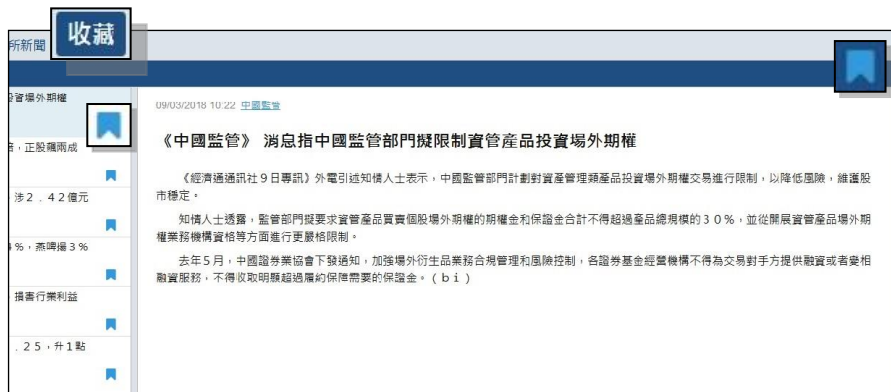 所新聞
收藏
投資場外期權
，正股飆兩成
涉２．４２億元
％，蒸啤揚３％
損害行業利益
．２５，升１點
09/03/2018 10:22 中國監管
《中國監管》 消息指中國監管部門擬限制資管產品投資場外期權
《經濟通通訊社９日專訊》外電引述知情人士表示，中國監管部門計劃對資產管理類產品投資場外期權交易進行限制，以降低風險，維護股
市穩定。
知情人士透露，監管部門擬要求資管產品買賣個股場外期權的期權金和保證金合計不得超過產品總規模的３０％，並從開展資管產品場外期
權業務機構資格等方面進行更嚴格限制。
去年５月，中國證券業協會下發通知，加強場外衍生品業務合規管理和風險控制，各證券基金經營機構不得為交易對手方提供融資或者變相
融資服務，不得收取明顯超過履約保障需要的保證金。（ｂｉ）